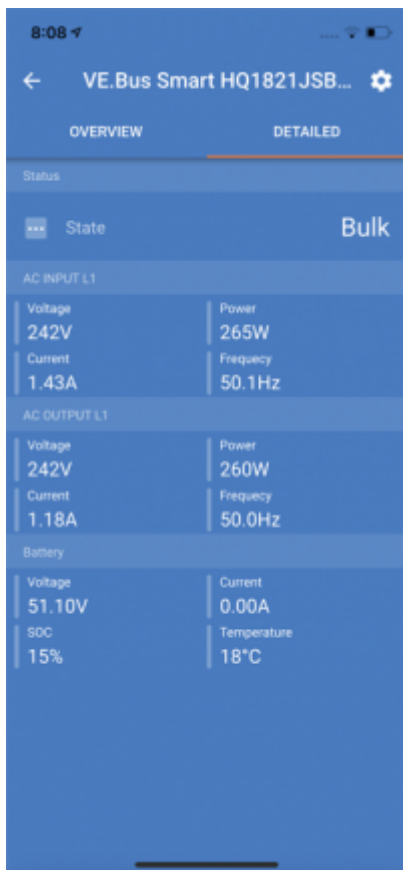 8:08
VE.Bus Smart HQ1821JSB...
OVERVIEW DETAILED
Status
State Bulk
AC INPUT L1
Voltage Power
242V 265W
Current Frequecy
1.43A 50.1Hz
AC OUTPUT L1
Voltage Power
242V 260W
Current Frequecy
1.18A 50.0Hz
Battery
Voltage Current
51.10V 0.00A
SOC Temperature
15% 18°C